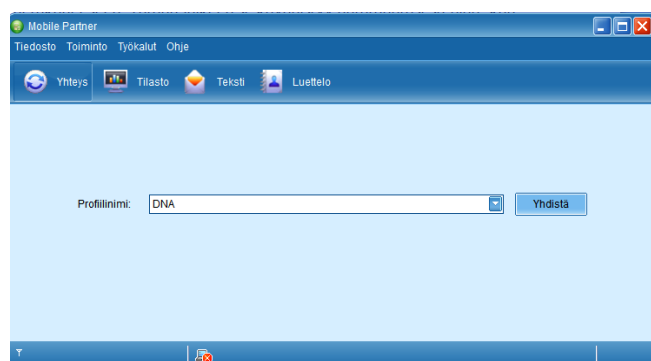 Mobile Partner
Tiedosto Toiminto Työkalut Ohje
Yhteys Tilasto Teksti Luettelo
Profiilinimi: DNA Yhdistä